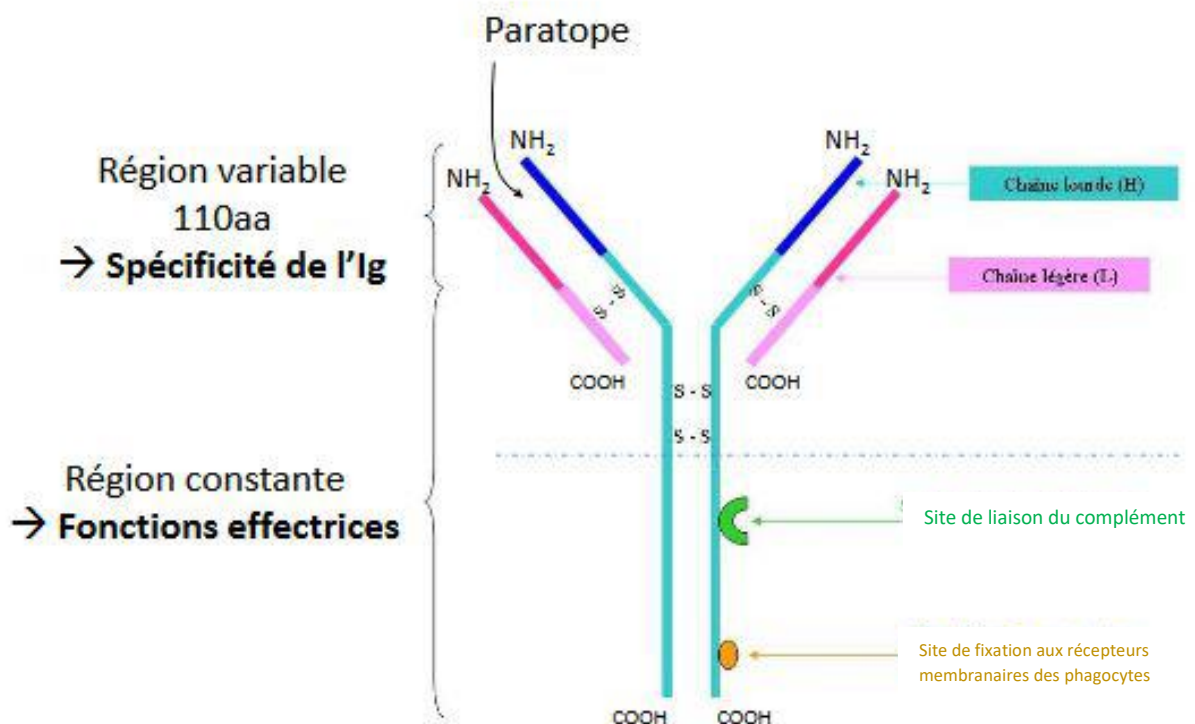 Paratope
NH₂
NH₂
NH₂
NH₂
Région variable
110aa
→ Spécificité de l'Ig
Chaîne lourde (H)
Chaîne légère (L)
S - S
S - S
COOH
COOH
S - S
S - S
Région constante
→ Fonctions effectrices
Site de liaison du complément
Site de fixation aux récepteurs
membranaires des phagocytes
COOH
COOH